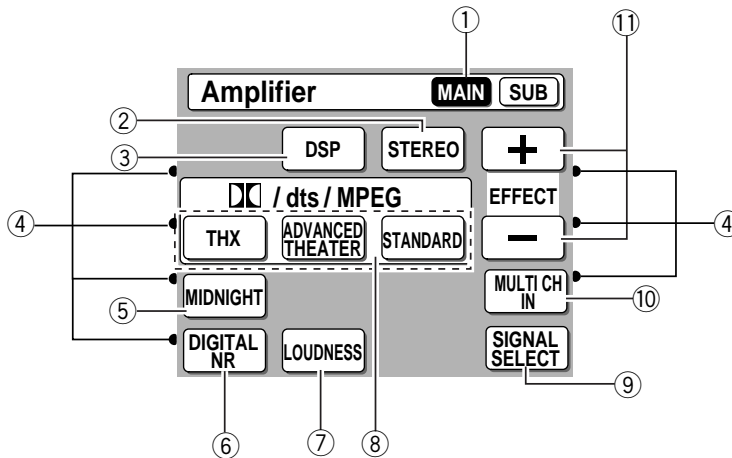 ①
⑪
②
Amplifier MAIN SUB
③
DSP STEREO +
EFFECT
/ dts / MPEG
④
④
THX ADVANCED THEATER STANDARD −
⑤
MIDNIGHT
MULTI CH IN
⑩
DIGITAL NR LOUDNESS SIGNAL SELECT
⑥
⑦
⑧
⑨